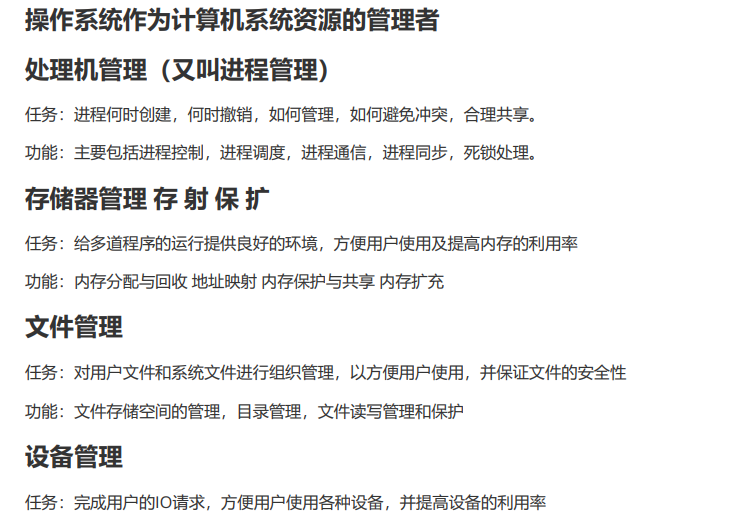 操作系统作为计算机系统资源的管理者
处理机管理（又叫进程管理）
任务：进程何时创建，何时撤销，如何管理，如何避免冲突，合理共享。
功能：主要包括进程控制，进程调度，进程通信，进程同步，死锁处理。
存储器管理 存 射 保 扩
任务：给多道程序的运行提供良好的环境，方便用户使用及提高内存的利用率
功能：内存分配与回收 地址映射 内存保护与共享 内存扩充
文件管理
任务：对用户文件和系统文件进行组织管理，以方便用户使用，并保证文件的安全性
功能：文件存储空间的管理，目录管理，文件读写管理和保护
设备管理
任务：完成用户的IO请求，方便用户使用各种设备，并提高设备的利用率